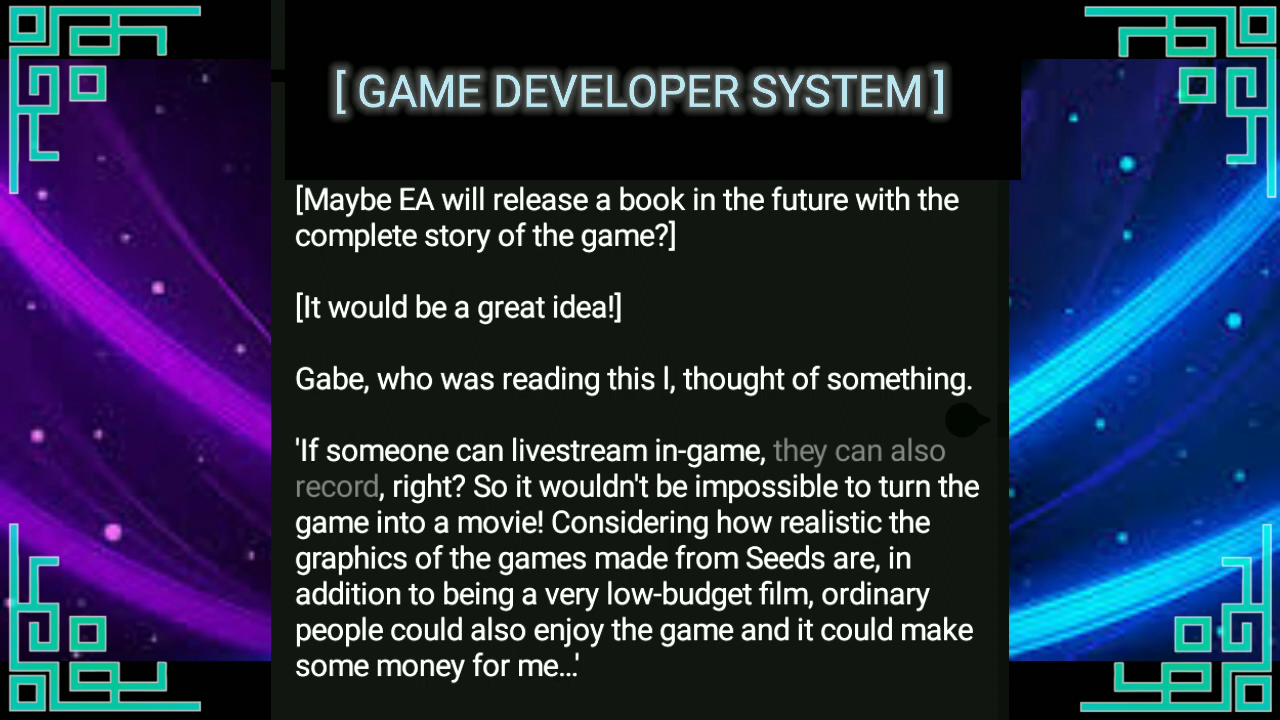 [ GAME DEVELOPER SYSTEM ]
[Maybe EA will release a book in the future with the
complete story of the game?]
[It would be a great idea!]
Gabe, who was reading this l, thought of something.
'If someone can livestream in-game, they can also
record, right? So it wouldn't be impossible to turn the
game into a movie! Considering how realistic the
graphics of the games made from Seeds are, in
addition to being a very low-budget film, ordinary
people could also enjoy the game and it could make
some money for me...'